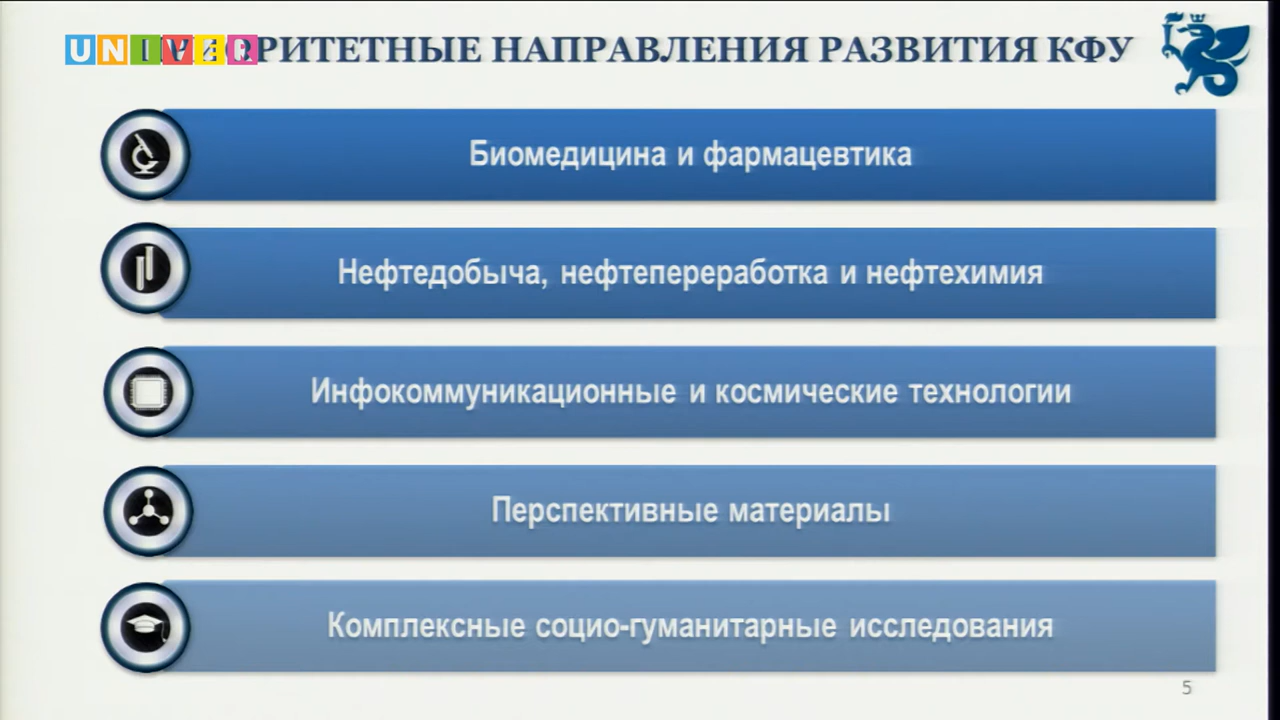 UNIVER
ПРИОРИТЕТНЫЕ НАПРАВЛЕНИЯ РАЗВИТИЯ КФУ
Биомедицина и фармацевтика
Нефтедобыча, нефтепереработка и нефтехимия
Инфокоммуникационные и космические технологии
Перспективные материалы
Комплексные социо-гуманитарные исследования
5